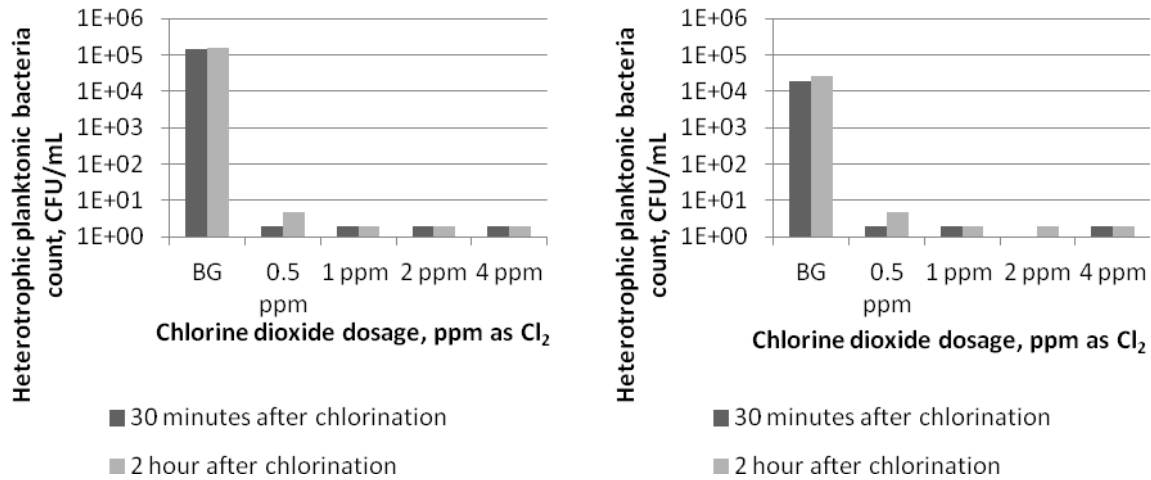 Heterotrophic planktonic bacteria
count, CFU/mL
1E+06
1E+05
1E+04
1E+03
1E+02
1E+01
1E+00
BG
0.5
ppm
1 ppm
2 ppm
4 ppm
Chlorine dioxide dosage, ppm as Cl₂
30 minutes after chlorination
2 hour after chlorination
Heterotrophic planktonic bacteria
count, CFU/mL
1E+06
1E+05
1E+04
1E+03
1E+02
1E+01
1E+00
BG
0.5
ppm
1 ppm
2 ppm
4 ppm
Chlorine dioxide dosage, ppm as Cl₂
30 minutes after chlorination
2 hour after chlorination